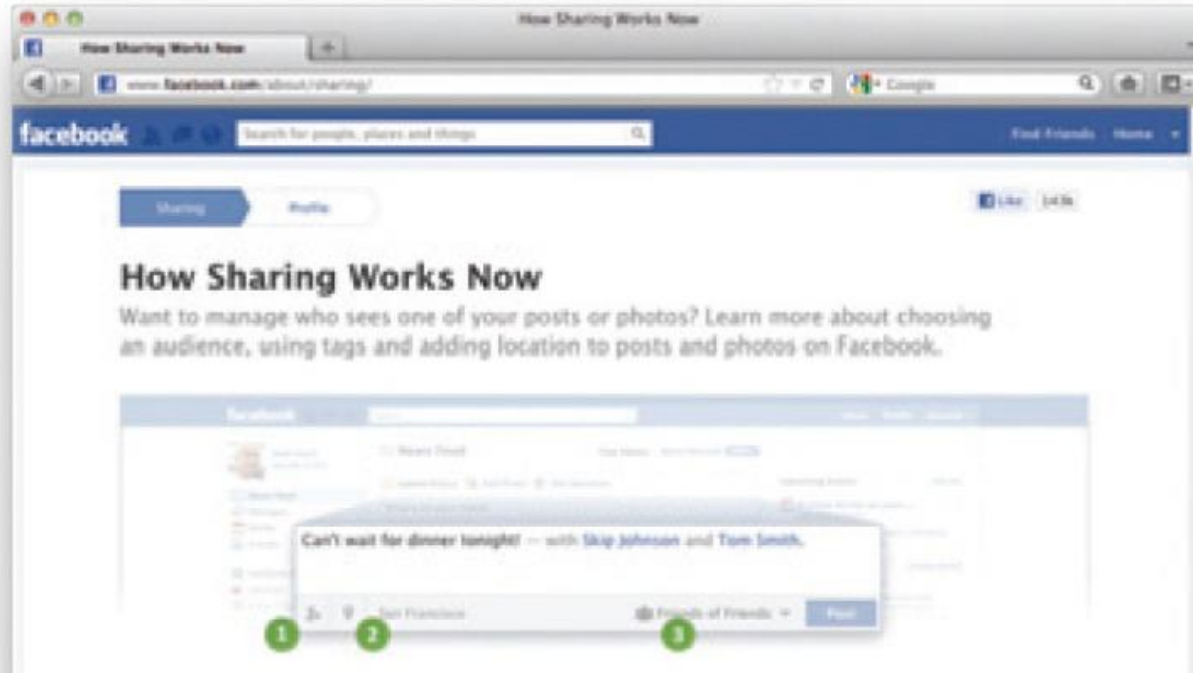 How Sharing Works Now
How Sharing Works Now
www.facebook.com/about/sharing/
Google
facebook
Search for people, places and things
Find Friends Home
Sharing
Profile
Like
143k
How Sharing Works Now
Want to manage who sees one of your posts or photos? Learn more about choosing
an audience, using tags and adding location to posts and photos on Facebook.
facebook
News Feed
Can't wait for dinner tonight! — with Skip Johnson and Tom Smith.
San Francisco
Friends of Friends
Post
1
2
3